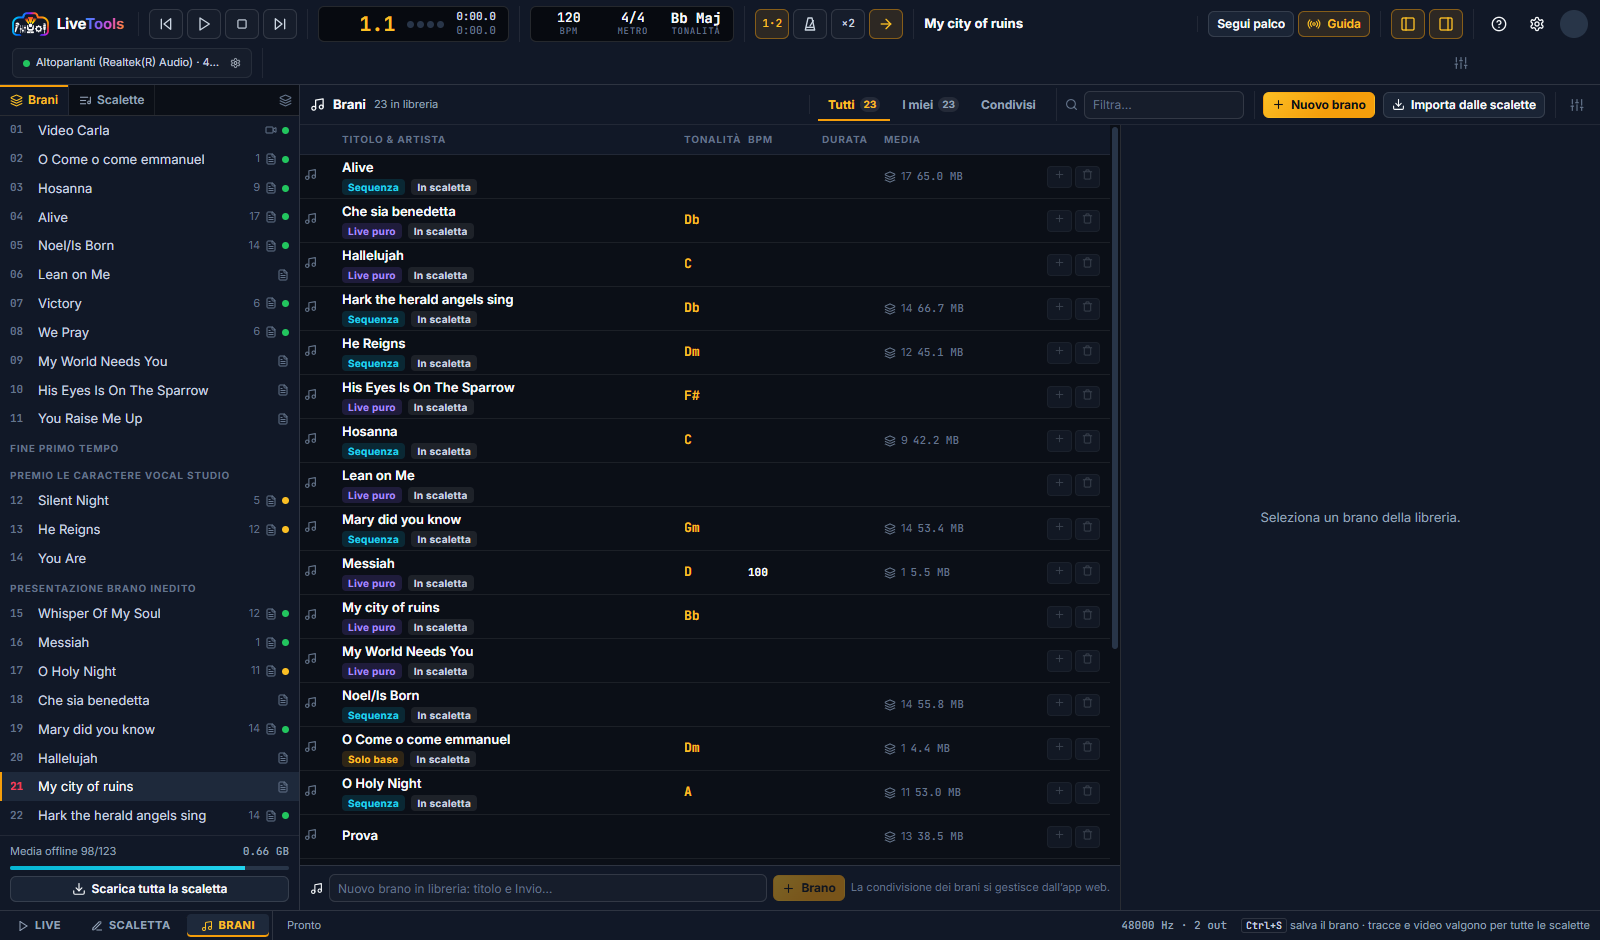 LiveTools
1.1
0:00.0
0:00.0
120
BPM
4/4
METRO
Bb Maj
TONALITÀ
1·2
×2
My city of ruins
Segui palco
Guida
Altoparlanti (Realtek(R) Audio) · 4...
Brani
Scalette
01 Video Carla
02 O Come o come emmanuel 1
03 Hosanna 9
04 Alive 17
05 Noel/Is Born 14
06 Lean on Me
07 Victory 6
08 We Pray 6
09 My World Needs You
10 His Eyes Is On The Sparrow
11 You Raise Me Up
FINE PRIMO TEMPO
PREMIO LE CARACTERE VOCAL STUDIO
12 Silent Night 5
13 He Reigns 12
14 You Are
PRESENTAZIONE BRANO INEDITO
15 Whisper Of My Soul 12
16 Messiah 1
17 O Holy Night 11
18 Che sia benedetta
19 Mary did you know 14
20 Hallelujah
21 My city of ruins
22 Hark the herald angels sing 14
Media offline 98/123 0.66 GB
Scarica tutta la scaletta
Brani 23 in libreria
Tutti 23
I miei 23
Condivisi
Filtra...
+ Nuovo brano
Importa dalle scalette
TITOLO & ARTISTA TONALITÀ BPM DURATA MEDIA
Alive
Sequenza In scaletta
17 65.0 MB
Che sia benedetta
Live puro In scaletta
Db
Hallelujah
Live puro In scaletta
C
Hark the herald angels sing
Sequenza In scaletta
Db
14 66.7 MB
He Reigns
Sequenza In scaletta
Dm
12 45.1 MB
His Eyes Is On The Sparrow
Live puro In scaletta
F#
Hosanna
Sequenza In scaletta
C
9 42.2 MB
Lean on Me
Live puro In scaletta
Mary did you know
Sequenza In scaletta
Gm
14 53.4 MB
Messiah
Live puro In scaletta
D
100
1 5.5 MB
My city of ruins
Live puro In scaletta
Bb
My World Needs You
Live puro In scaletta
Noel/Is Born
Sequenza In scaletta
14 55.8 MB
O Come o come emmanuel
Solo base In scaletta
Dm
1 4.4 MB
O Holy Night
Sequenza In scaletta
A
11 53.0 MB
Prova
13 38.5 MB
Nuovo brano in libreria: titolo e Invio...
+ Brano
La condivisione dei brani si gestisce dall'app web.
Seleziona un brano della libreria.
LIVE
SCALETTA
BRANI
Pronto
48000 Hz · 2 out
Ctrl+S salva il brano · tracce e video valgono per tutte le scalette